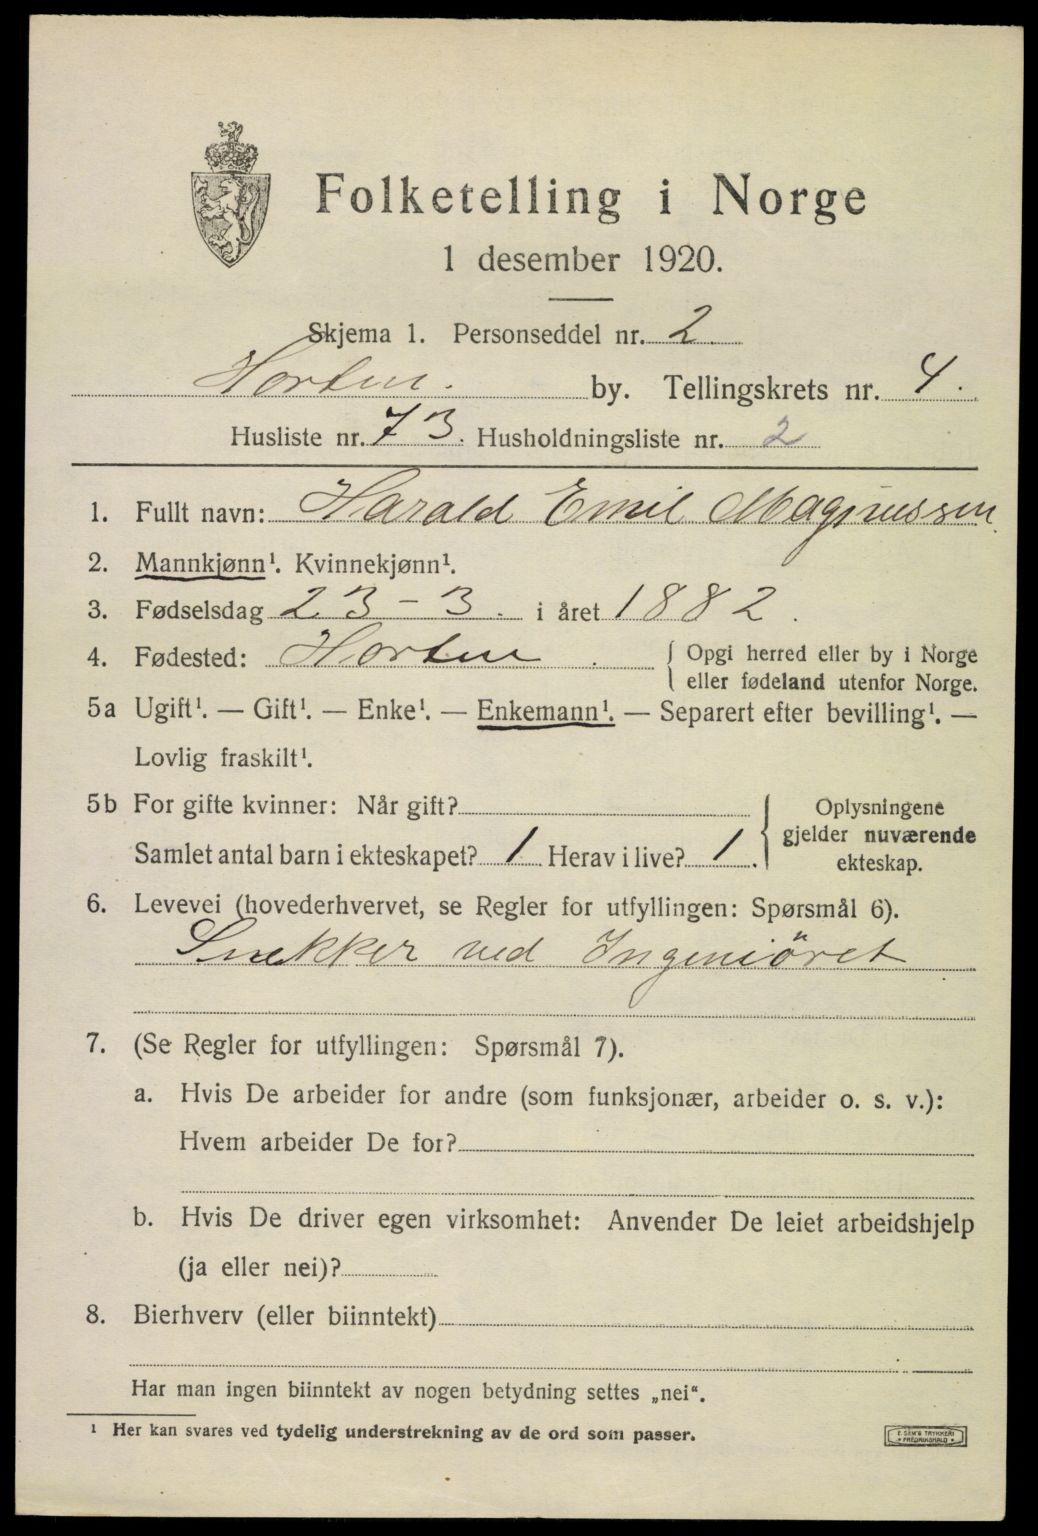 Folketelling i Norge
1 desember 1920.
Skjema 1. Personseddel nr. 2
Horten. by. Tellingskrets nr. 4.
Husliste nr. 73. Husholdningsliste nr. 2
1. Fullt navn: Harald Emil Magnussen.
2. Mannkjønn¹. Kvinnekjønn¹.
3. Fødselsdag 23-3. i året 1882.
4. Fødested: Horten. { Opgi herred eller by i Norge
eller fødeland utenfor Norge.
5a Ugift¹. — Gift¹. — Enke¹. — Enkemann¹. — Separert efter bevilling¹. —
Lovlig fraskilt¹.
5b For gifte kvinner: Når gift?
Samlet antal barn i ekteskapet? 1 Herav i live? 1.
{ Oplysningene
gjelder nuværende
ekteskap.
6. Levevei (hovederhvervet, se Regler for utfyllingen: Spørsmål 6).
Snekker ved Ingeniöret
7. (Se Regler for utfyllingen: Spørsmål 7).
a. Hvis De arbeider for andre (som funksjonær, arbeider o. s. v.):
Hvem arbeider De for?
b. Hvis De driver egen virksomhet: Anvender De leiet arbeidshjelp
(ja eller nei)?
8. Bierhverv (eller biinntekt)
Har man ingen biinntekt av nogen betydning settes „nei“.
¹ Her kan svares ved tydelig understrekning av de ord som passer.
E. SEM'S TRYKKERI
• FREDRIKSHALD •